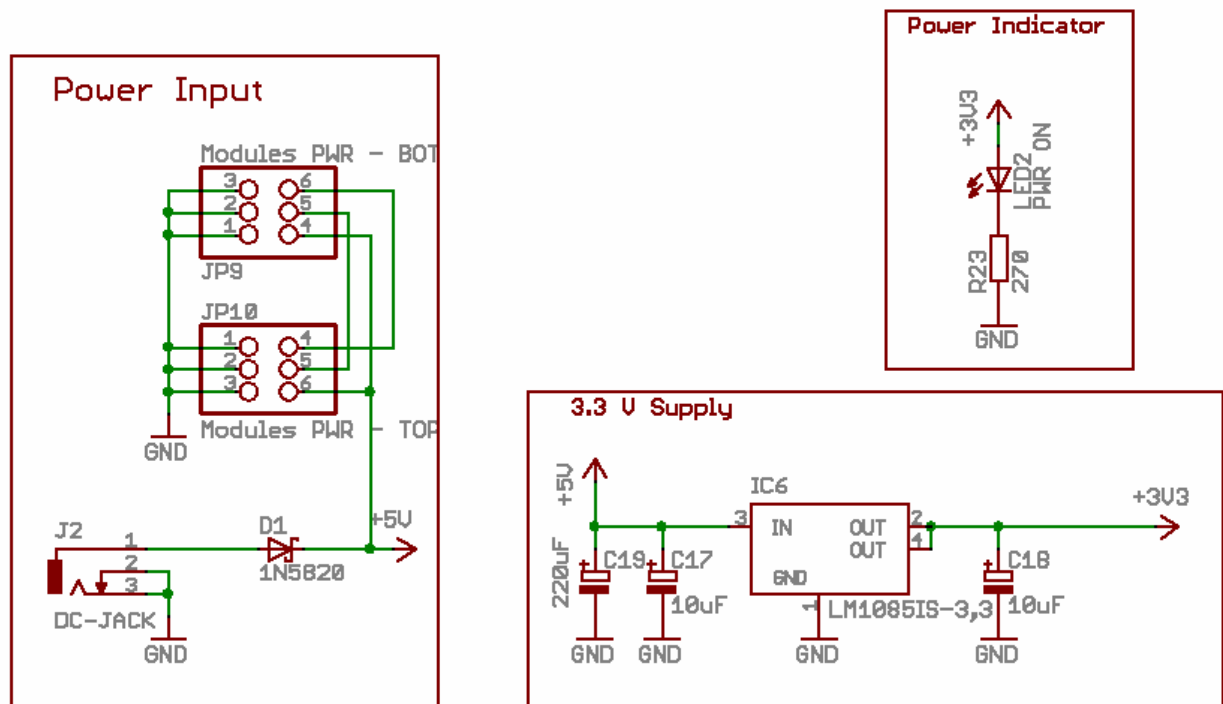 Power Input
Modules PWR - BOT
3 6
2 5
1 4
JP9
JP10
1 4
2 5
3 6
Modules PWR - TOP
GND
J2
1
2
3
DC-JACK
GND
D1
1N5820
+5V
Power Indicator
+3V3
LED2
PWR ON
R23
270
GND
3.3 V Supply
+5V
C19
220uF
GND
C17
10uF
GND
IC6
3 IN OUT 2
OUT 4
GND
1
LM1085IS-3,3
GND
+3V3
C18
10uF
GND